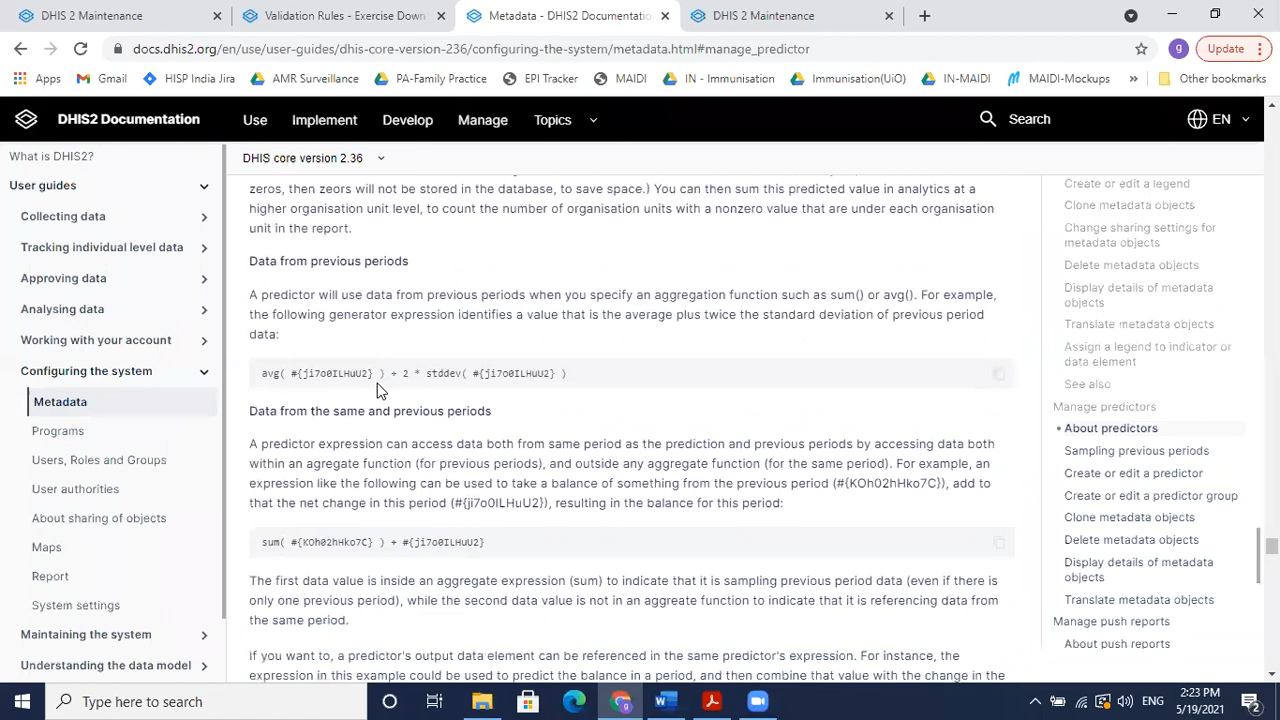 DHIS 2 Maintenance
Validation Rules - Exercise Down
Metadata - DHIS2 Documentatio
DHIS 2 Maintenance
docs.dhis2.org/en/use/user-guides/dhis-core-version-236/configuring-the-system/metadata.html#manage_predictor
g
Update
Apps
Gmail
HISP India Jira
AMR Surveillance
PA-Family Practice
EPI Tracker
MAIDI
IN - Immunisation
Immunisation(UiO)
IN-MAIDI
MAIDI-Mockups
»
Other bookmarks
DHIS2 Documentation
Use
Implement
Develop
Manage
Topics
Search
EN
What is DHIS2?
User guides
Collecting data
Tracking individual level data
Approving data
Analysing data
Working with your account
Configuring the system
Metadata
Programs
Users, Roles and Groups
User authorities
About sharing of objects
Maps
Report
System settings
Maintaining the system
Understanding the data model
DHIS core version 2.36
zeros, then zeors will not be stored in the database, to save space.) You can then sum this predicted value in analytics at a
higher organisation unit level, to count the number of organisation units with a nonzero value that are under each organisation
unit in the report.
Data from previous periods
A predictor will use data from previous periods when you specify an aggregation function such as sum() or avg(). For example,
the following generator expression identifies a value that is the average plus twice the standard deviation of previous period
data:
avg( #{ji7o0ILHuU2} ) + 2 * stddev( #{ji7o0ILHuU2} )
Data from the same and previous periods
A predictor expression can access data both from same period as the prediction and previous periods by accessing data both
within an agregate function (for previous periods), and outside any aggregate function (for the same period). For example, an
expression like the following can be used to take a balance of something from the previous period (#{KOh02hHko7C}), add to
that the net change in this period (#{ji7o0ILHuU2}), resulting in the balance for this period:
sum( #{KOh02hHko7C} ) + #{ji7o0ILHuU2}
The first data value is inside an aggregate expression (sum) to indicate that it is sampling previous period data (even if there is
only one previous period), while the second data value is not in an aggreate function to indicate that it is referencing data from
the same period.
If you want to, a predictor's output data element can be referenced in the same predictor's expression. For instance, the
expression in this example could be used to predict the balance in a period, and then combine that value with the change in the
Create or edit a legend
Clone metadata objects
Change sharing settings for
metadata objects
Delete metadata objects
Display details of metadata
objects
Translate metadata objects
Assign a legend to indicator or
data element
See also
Manage predictors
About predictors
Sampling previous periods
Create or edit a predictor
Create or edit a predictor group
Clone metadata objects
Delete metadata objects
Display details of metadata
objects
Translate metadata objects
Manage push reports
About push reports
Type here to search
ENG
2:23 PM
5/19/2021
2